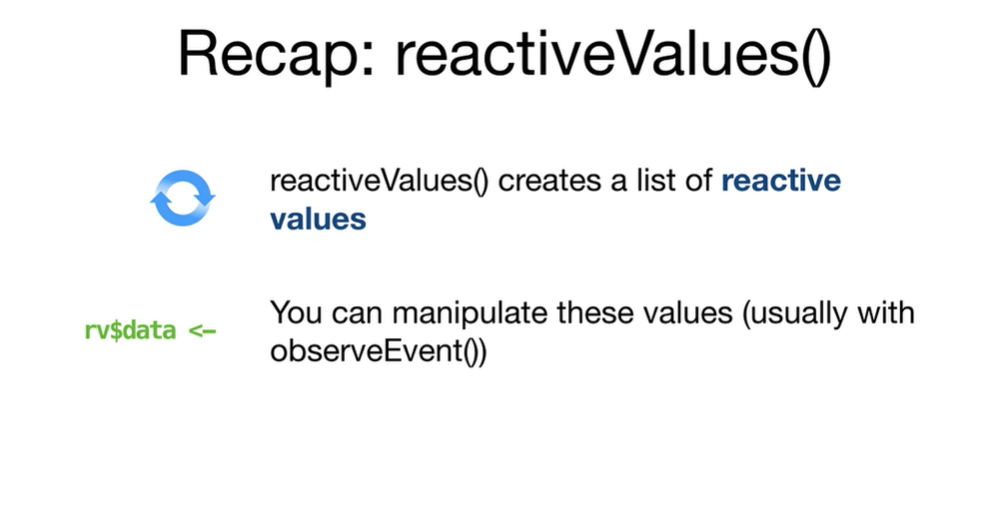 Recap: reactiveValues()
reactiveValues() creates a list of reactive
values
rv$data <-
You can manipulate these values (usually with
observeEvent())